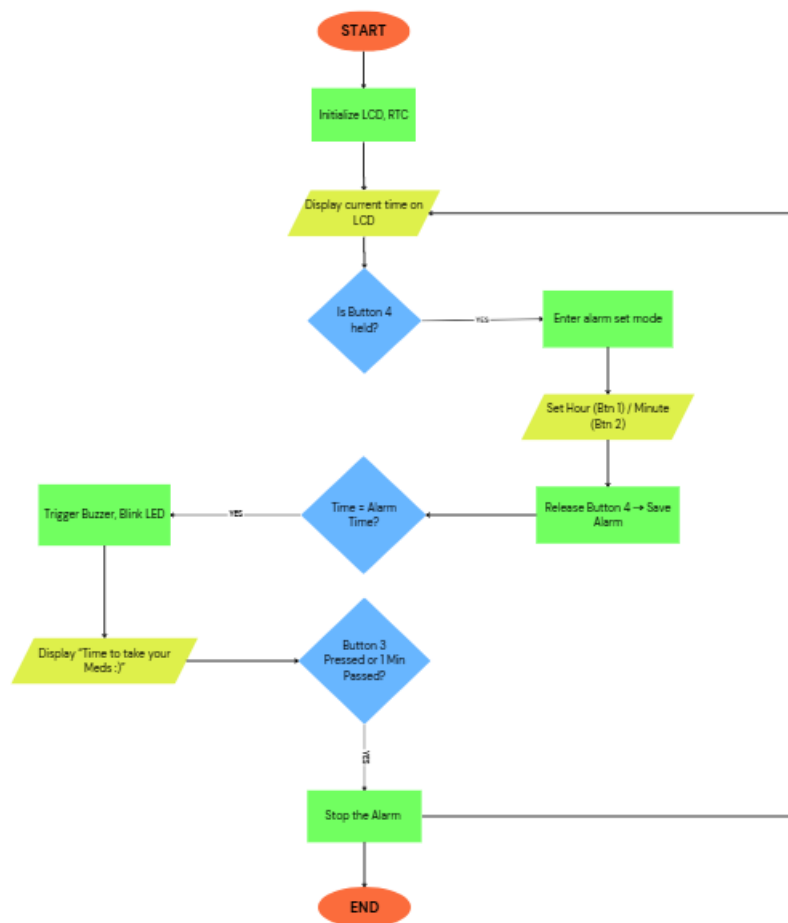 START
Initialize LCD, RTC
Display current time on
LCD
Is Button 4
held?
YES
Enter alarm set mode
Set Hour (Btn 1) / Minute
(Btn 2)
Release Button 4 → Save
Alarm
Time = Alarm
Time?
YES
Trigger Buzzer, Blink LED
Display "Time to take your
Meds :)"
Button 3
Pressed or 1 Min
Passed?
YES
Stop the Alarm
END